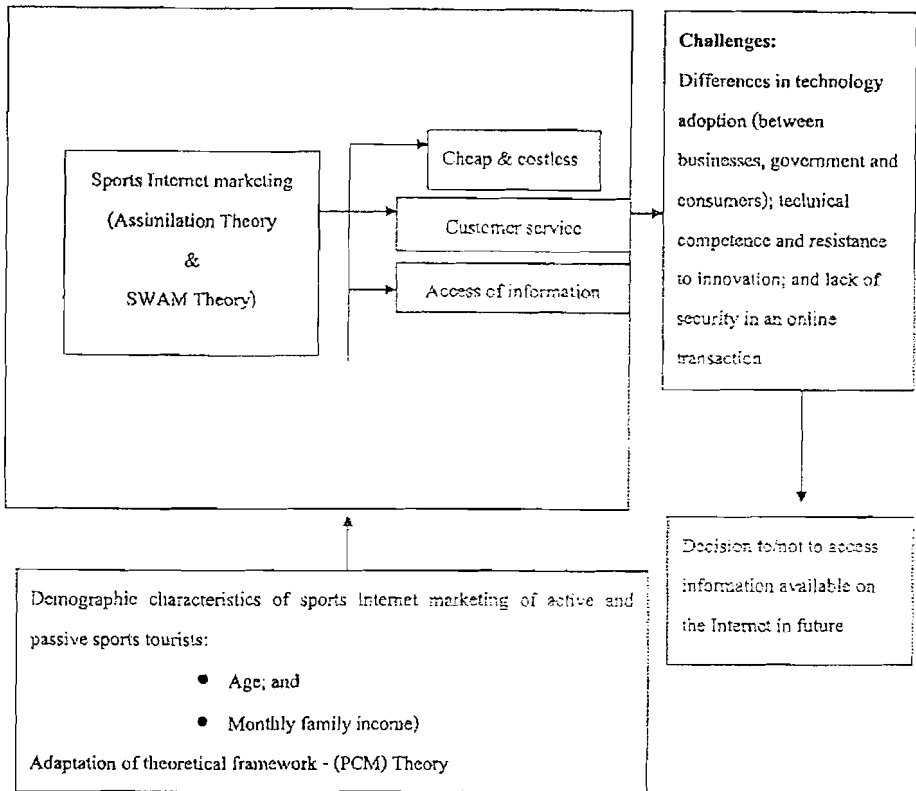 Sports Internet marketing
(Assimilation Theory
&
SWAM Theory)
Cheap & costless
Customer service
Access of information
Challenges:
Differences in technology
adoption (between
businesses, government and
consumers); technical
competence and resistance
to innovation; and lack of
security in an online
transaction
Decision to/not to access
information available on
the Internet in future
Demographic characteristics of sports Internet marketing of active and
passive sports tourists:
● Age; and
● Monthly family income)
Adaptation of theoretical framework - (PCM) Theory